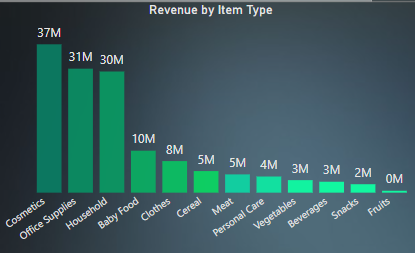 Revenue by Item Type
37M
31M
30M
10M
8M
5M
5M
4M
3M
3M
2M
0M
Cosmetics
Office Supplies
Household
Baby Food
Clothes
Cereal
Meat
Personal Care
Vegetables
Beverages
Snacks
Fruits